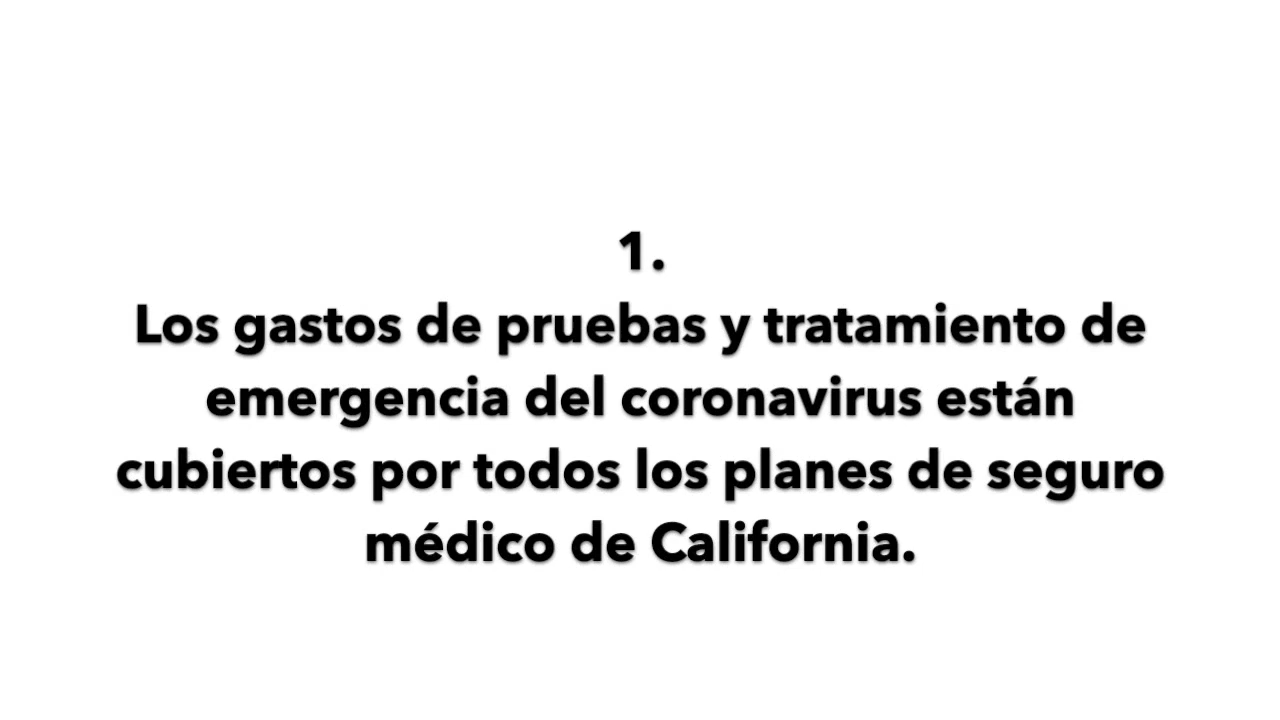 1.
Los gastos de pruebas y tratamiento de
emergencia del coronavirus están
cubiertos por todos los planes de seguro
médico de California.